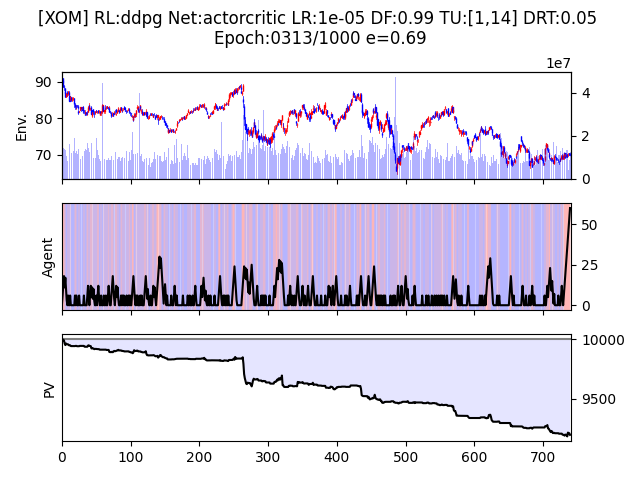 [XOM] RL:ddpg Net:actorcritic LR:1e-05 DF:0.99 TU:[1,14] DRT:0.05
Epoch:0313/1000 e=0.69
1e7
Env.
90
80
70
4
2
0
Agent
50
25
0
PV
10000
9500
0 100 200 300 400 500 600 700